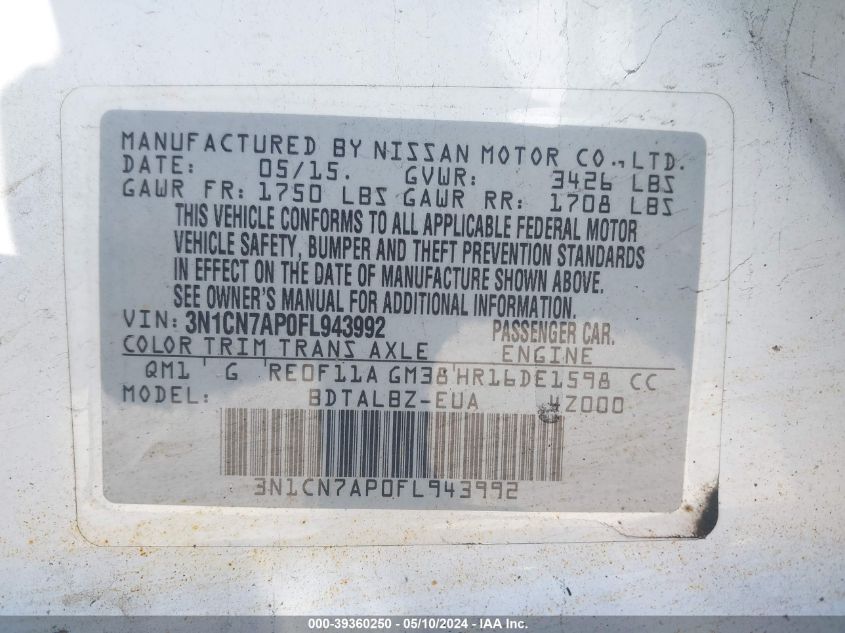 MANUFACTURED BY NISSAN MOTOR CO.,LTD.
DATE: 05/15. GVWR: 3426 LBS
GAWR FR: 1750 LBS GAWR RR: 1708 LBS
THIS VEHICLE CONFORMS TO ALL APPLICABLE FEDERAL MOTOR
VEHICLE SAFETY, BUMPER AND THEFT PREVENTION STANDARDS
IN EFFECT ON THE DATE OF MANUFACTURE SHOWN ABOVE.
SEE OWNER'S MANUAL FOR ADDITIONAL INFORMATION.
VIN: 3N1CN7AP0FL943992 PASSENGER CAR.
COLOR TRIM TRANS AXLE ENGINE
QM1 G RE0F11A GM38 HR16DE1598 CC
MODEL: BDTALBZ-EUA 4Z000
3N1CN7AP0FL943992
000-39360250 - 05/10/2024 - IAA Inc.